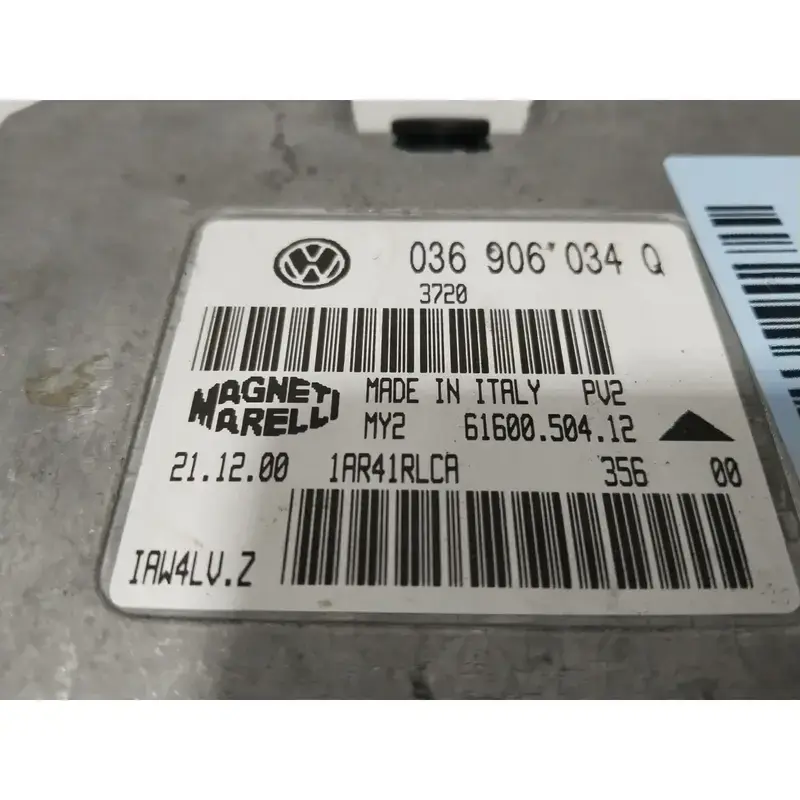 036 906 034 Q
3720
MAGNETI MARELLI
MADE IN ITALY PV2
MY2 61600.504.12
21.12.00 1AR41RLCA 356 00
IAW4LV.Z